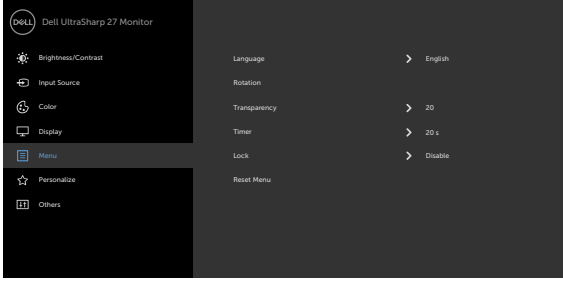 DELL Dell UltraSharp 27 Monitor
Brightness/Contrast
Input Source
Color
Display
Menu
Personalize
Others
Language English
Rotation
Transparency 20
Timer 20 s
Lock Disable
Reset Menu